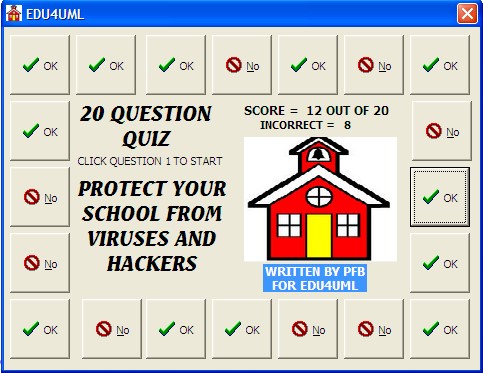 EDU4UML
OK OK OK No OK No OK
OK
20 QUESTION
QUIZ
CLICK QUESTION 1 TO START
SCORE = 12 OUT OF 20
INCORRECT = 8
No
No
PROTECT YOUR
SCHOOL FROM
VIRUSES AND
HACKERS
OK
No
WRITTEN BY PFB
FOR EDU4UML
OK
OK No OK OK No No OK